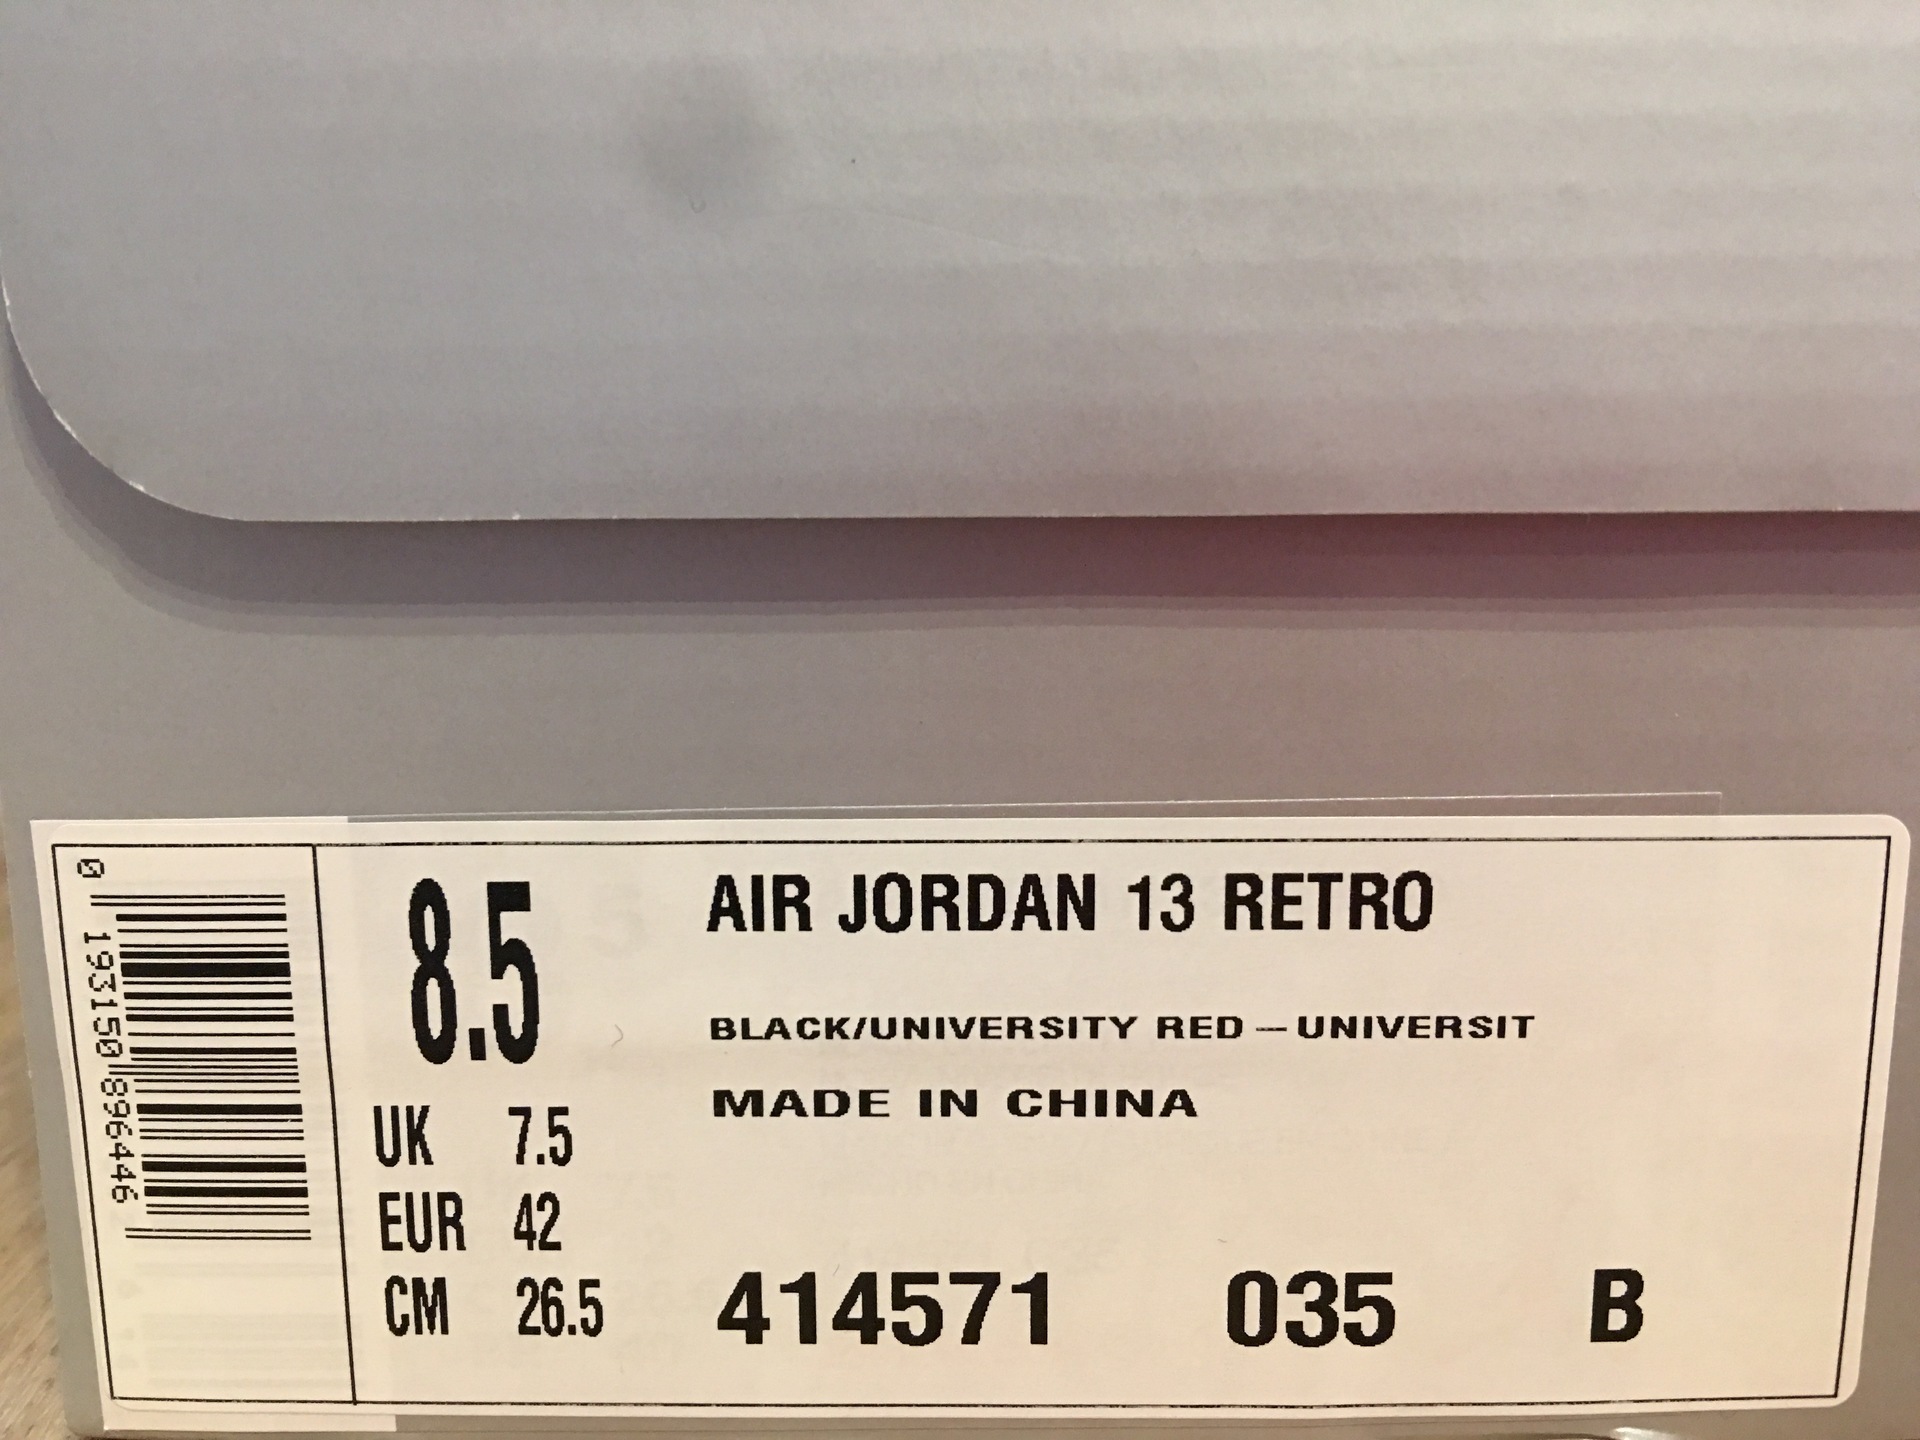 0 193150 896446
8.5
AIR JORDAN 13 RETRO
BLACK/UNIVERSITY RED–UNIVERSIT
MADE IN CHINA
UK 7.5
EUR 42
CM 26.5
414571 035 B